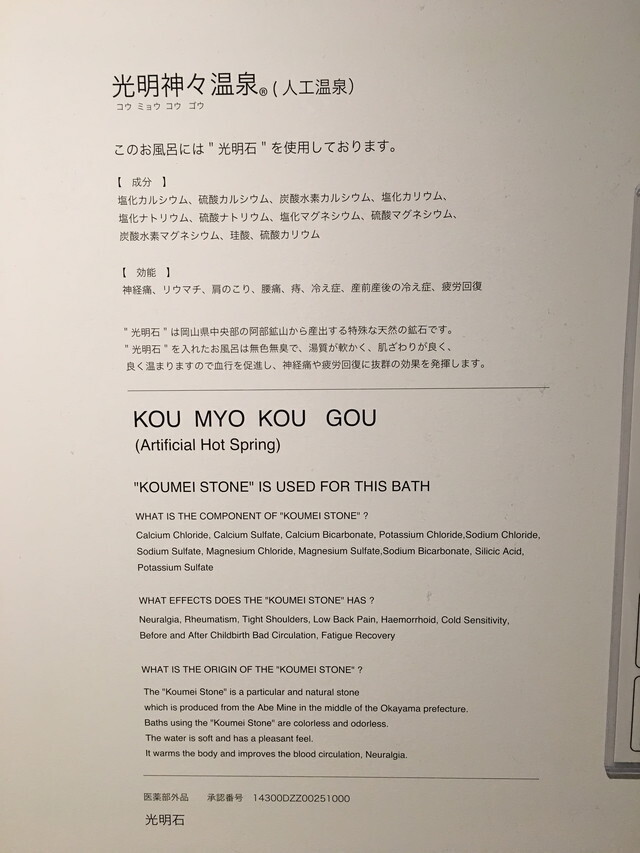 光明神々温泉® (人工温泉)
コウ ミョウ コウ ゴウ
このお風呂には " 光明石 " を使用しております。
【 成分 】
塩化カルシウム、硫酸カルシウム、炭酸水素カルシウム、塩化カリウム、
塩化ナトリウム、硫酸ナトリウム、塩化マグネシウム、硫酸マグネシウム、
炭酸水素マグネシウム、珪酸、硫酸カリウム
【 効能 】
神経痛、リウマチ、肩のこり、腰痛、痔、冷え症、産前産後の冷え症、疲労回復
" 光明石 " は岡山県中央部の阿部鉱山から産出する特殊な天然の鉱石です。
" 光明石 " を入れたお風呂は無色無臭で、湯質が軟かく、肌ざわりが良く、
良く温まりますので血行を促進し、神経痛や疲労回復に抜群の効果を発揮します。
KOU MYO KOU GOU
(Artificial Hot Spring)
"KOUMEI STONE" IS USED FOR THIS BATH
WHAT IS THE COMPONENT OF "KOUMEI STONE" ?
Calcium Chloride, Calcium Sulfate, Calcium Bicarbonate, Potassium Chloride,Sodium Chloride,
Sodium Sulfate, Magnesium Chloride, Magnesium Sulfate,Sodium Bicarbonate, Silicic Acid,
Potassium Sulfate
WHAT EFFECTS DOES THE "KOUMEI STONE" HAS ?
Neuralgia, Rheumatism, Tight Shoulders, Low Back Pain, Haemorrhoid, Cold Sensitivity,
Before and After Childbirth Bad Circulation, Fatigue Recovery
WHAT IS THE ORIGIN OF THE "KOUMEI STONE" ?
The "Koumei Stone" is a particular and natural stone
which is produced from the Abe Mine in the middle of the Okayama prefecture.
Baths using the "Koumei Stone" are colorless and odorless.
The water is soft and has a pleasant feel.
It warms the body and improves the blood circulation, Neuralgia.
医薬部外品 承認番号 14300DZZ00251000
光明石